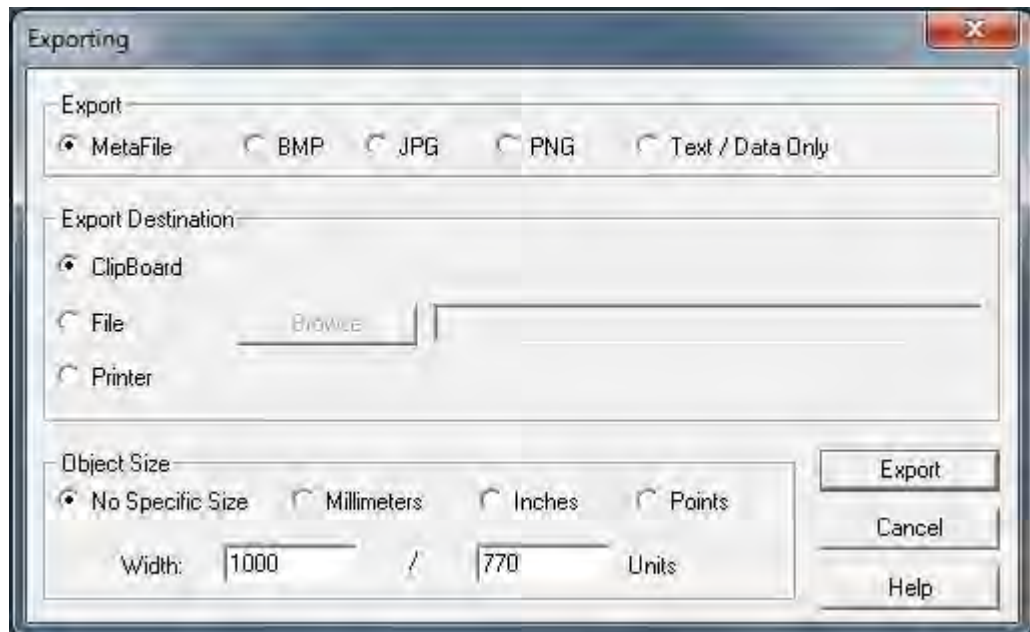 Exporting
Export
MetaFile BMP JPG PNG Text / Data Only
Export Destination
ClipBoard
File Browse
Printer
Object Size
No Specific Size Millimeters Inches Points
Width: 1000 / 770 Units
Export
Cancel
Help